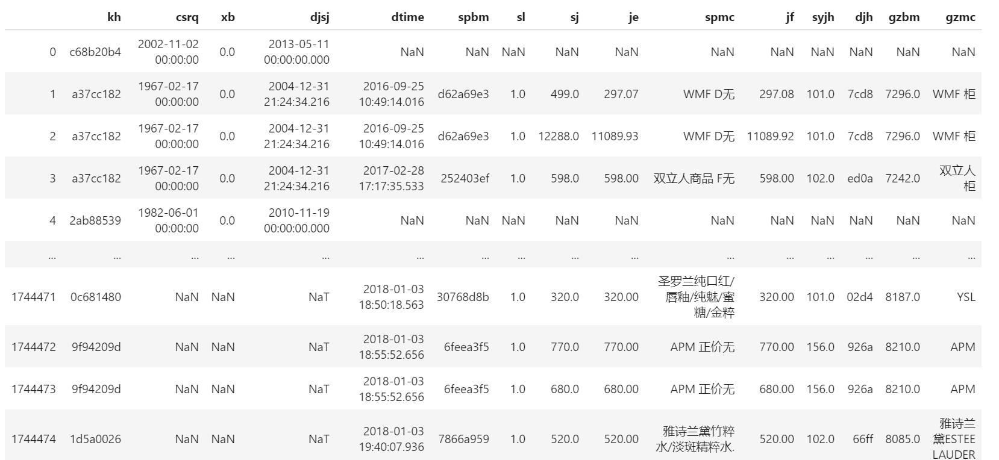 kh csrq xb djsj dtime spbm sl sj je spmc jf syjh djh gzbm gzmc
0 c68b20b4 2002-11-02 00:00:00 0.0 2013-05-11 00:00:00.000 NaN NaN NaN NaN NaN NaN NaN NaN NaN NaN NaN
1 a37cc182 1967-02-17 00:00:00 0.0 2004-12-31 21:24:34.216 2016-09-25 10:49:14.016 d62a69e3 1.0 499.0 297.07 WMF D无 297.08 101.0 7cd8 7296.0 WMF 柜
2 a37cc182 1967-02-17 00:00:00 0.0 2004-12-31 21:24:34.216 2016-09-25 10:49:14.016 d62a69e3 1.0 12288.0 11089.93 WMF D无 11089.92 101.0 7cd8 7296.0 WMF 柜
3 a37cc182 1967-02-17 00:00:00 0.0 2004-12-31 21:24:34.216 2017-02-28 17:17:35.533 252403ef 1.0 598.0 598.00 双立人商品 F无 598.00 102.0 ed0a 7242.0 双立人柜
4 2ab88539 1982-06-01 00:00:00 0.0 2010-11-19 00:00:00.000 NaN NaN NaN NaN NaN NaN NaN NaN NaN NaN NaN
... ... ... ... ... ... ... ... ... ... ... ... ... ... ... ...
1744471 0c681480 NaN NaN NaT 2018-01-03 18:50:18.563 30768d8b 1.0 320.0 320.00 圣罗兰纯口红/唇釉/纯魅/蜜糖/金粹 320.00 101.0 02d4 8187.0 YSL
1744472 9f94209d NaN NaN NaT 2018-01-03 18:55:52.656 6feea3f5 1.0 770.0 770.00 APM 正价无 770.00 156.0 926a 8210.0 APM
1744473 9f94209d NaN NaN NaT 2018-01-03 18:55:52.656 6feea3f5 1.0 680.0 680.00 APM 正价无 680.00 156.0 926a 8210.0 APM
1744474 1d5a0026 NaN NaN NaT 2018-01-03 19:40:07.936 7866a959 1.0 520.0 520.00 雅诗兰黛竹粹水/淡斑精粹水. 520.00 102.0 66ff 8085.0 雅诗兰黛ESTEE LAUDER